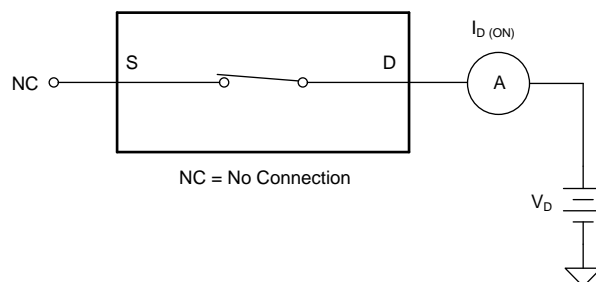 I_D (ON)
S
D
NC
A
NC = No Connection
V_D